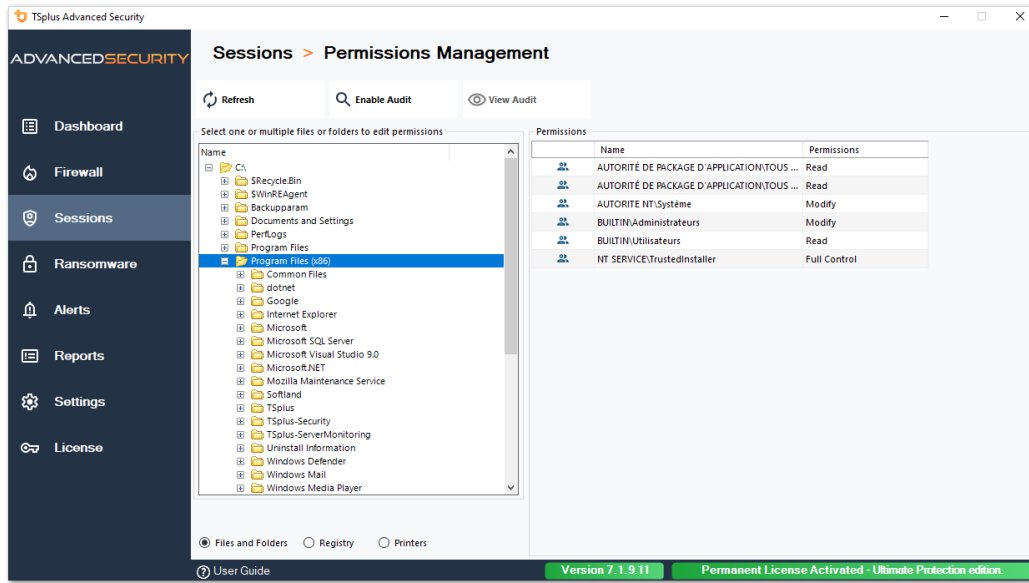 TSplus Advanced Security
ADVANCEDSECURITY
Dashboard
Firewall
Sessions
Ransomware
Alerts
Reports
Settings
License
Sessions > Permissions Management
Refresh
Enable Audit
View Audit
Select one or multiple files or folders to edit permissions
Name
C:\
$Recycle.Bin
$WinREAgent
Backupparam
Documents and Settings
PerfLogs
Program Files
Program Files (x86)
Common Files
dotnet
Google
Internet Explorer
Microsoft
Microsoft SQL Server
Microsoft Visual Studio 9.0
Microsoft.NET
Mozilla Maintenance Service
Softland
TSplus
TSplus-Security
TSplus-ServerMonitoring
Uninstall Information
Windows Defender
Windows Mail
Windows Media Player
Files and Folders
Registry
Printers
Permissions
Name Permissions
AUTORITÉ DE PACKAGE D'APPLICATION\TOUS ... Read
AUTORITÉ DE PACKAGE D'APPLICATION\TOUS ... Read
AUTORITE NT\Système Modify
BUILTIN\Administrateurs Modify
BUILTIN\Utilisateurs Read
NT SERVICE\TrustedInstaller Full Control
User Guide
Version 7.1.9.11
Permanent License Activated - Ultimate Protection edition.